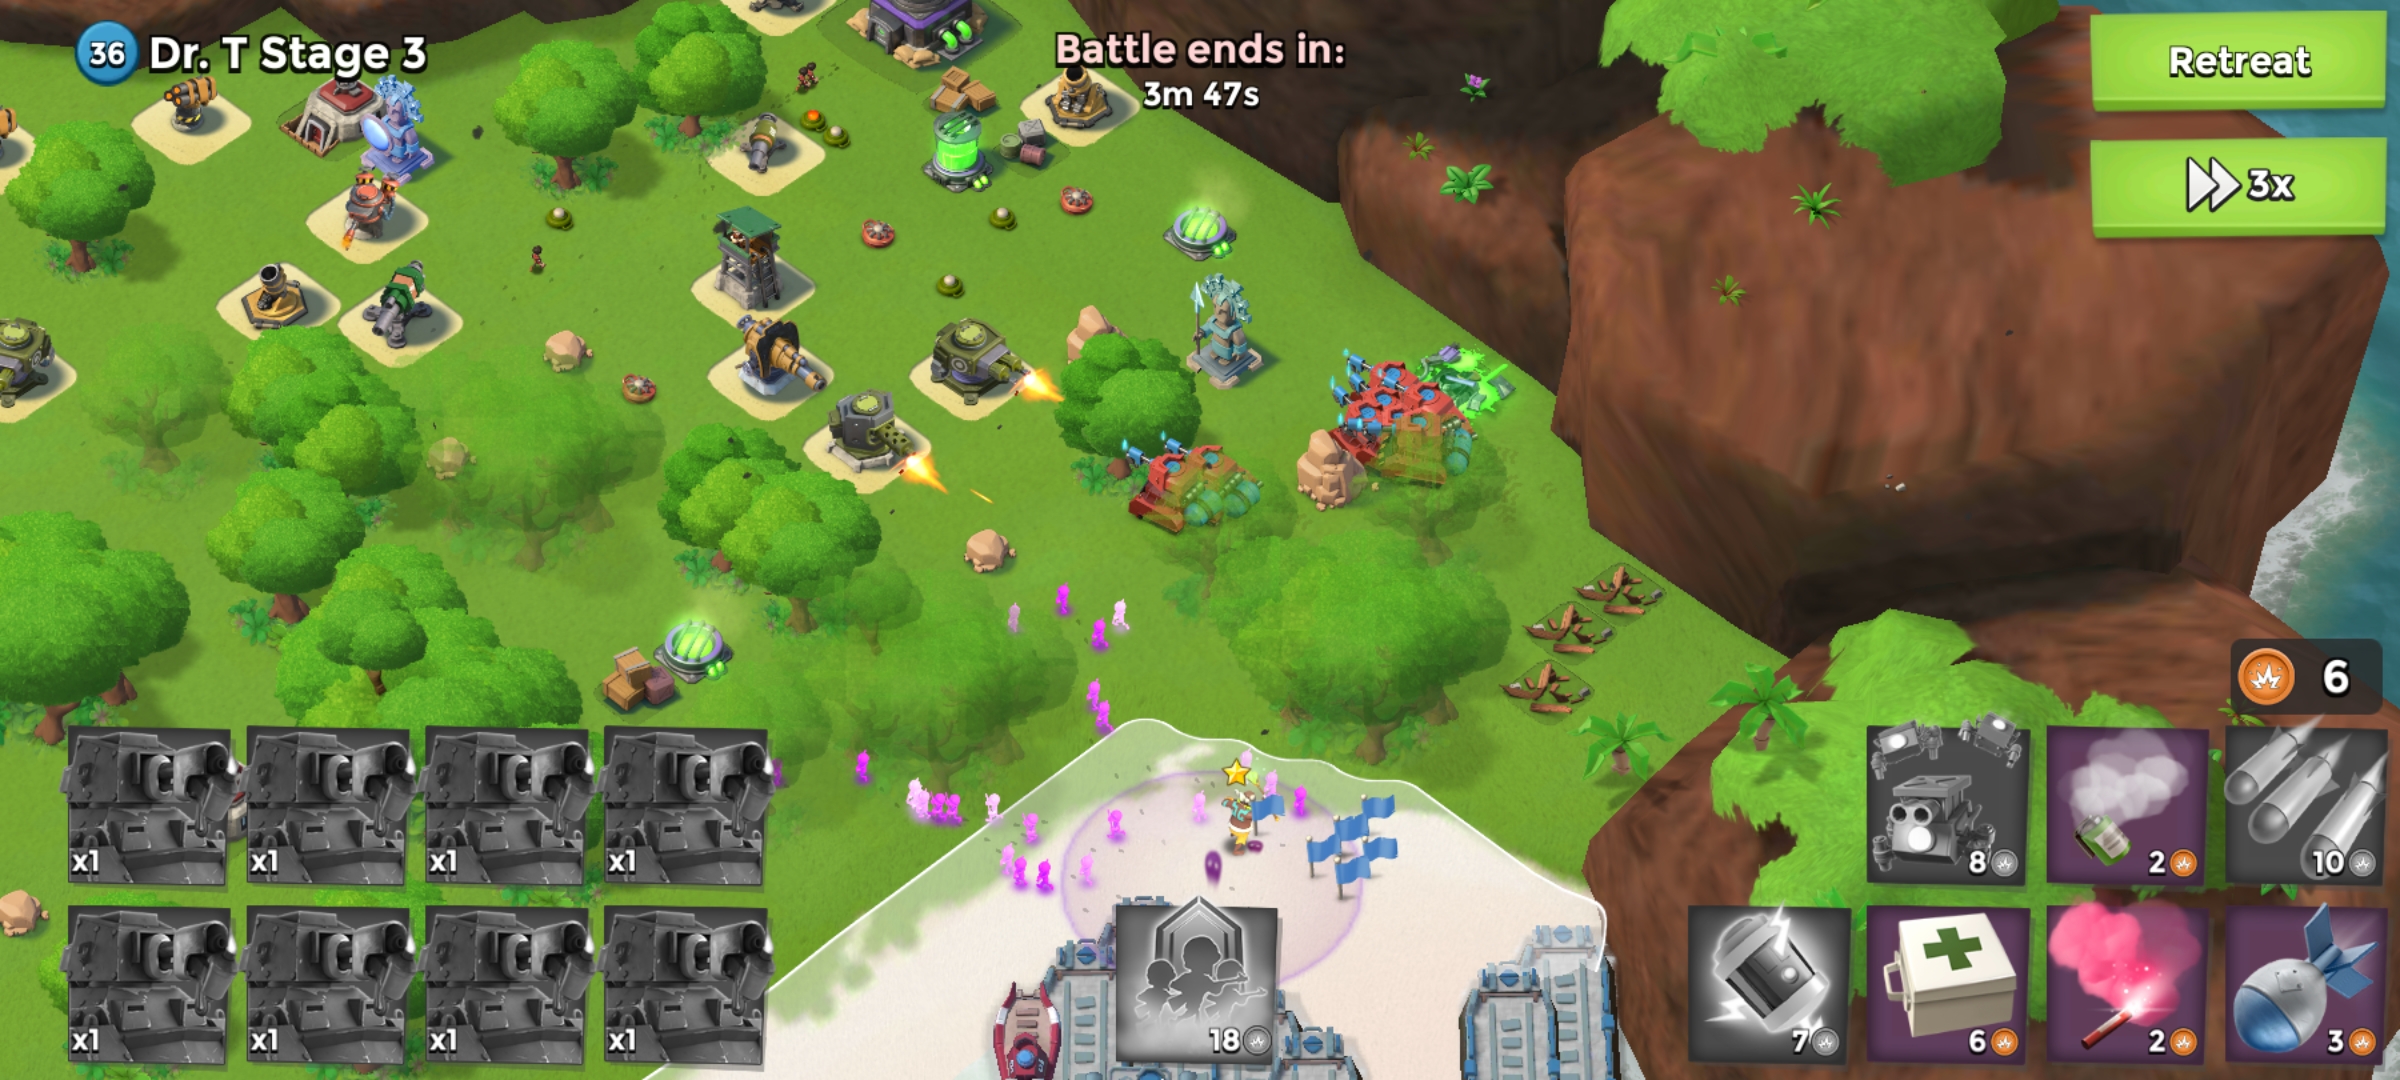 36 Dr. T Stage 3
Battle ends in:
3m 47s
Retreat
3x
6
x1 x1 x1 x1
8 2 10
x1 x1 x1 x1
18 7 6 2 3